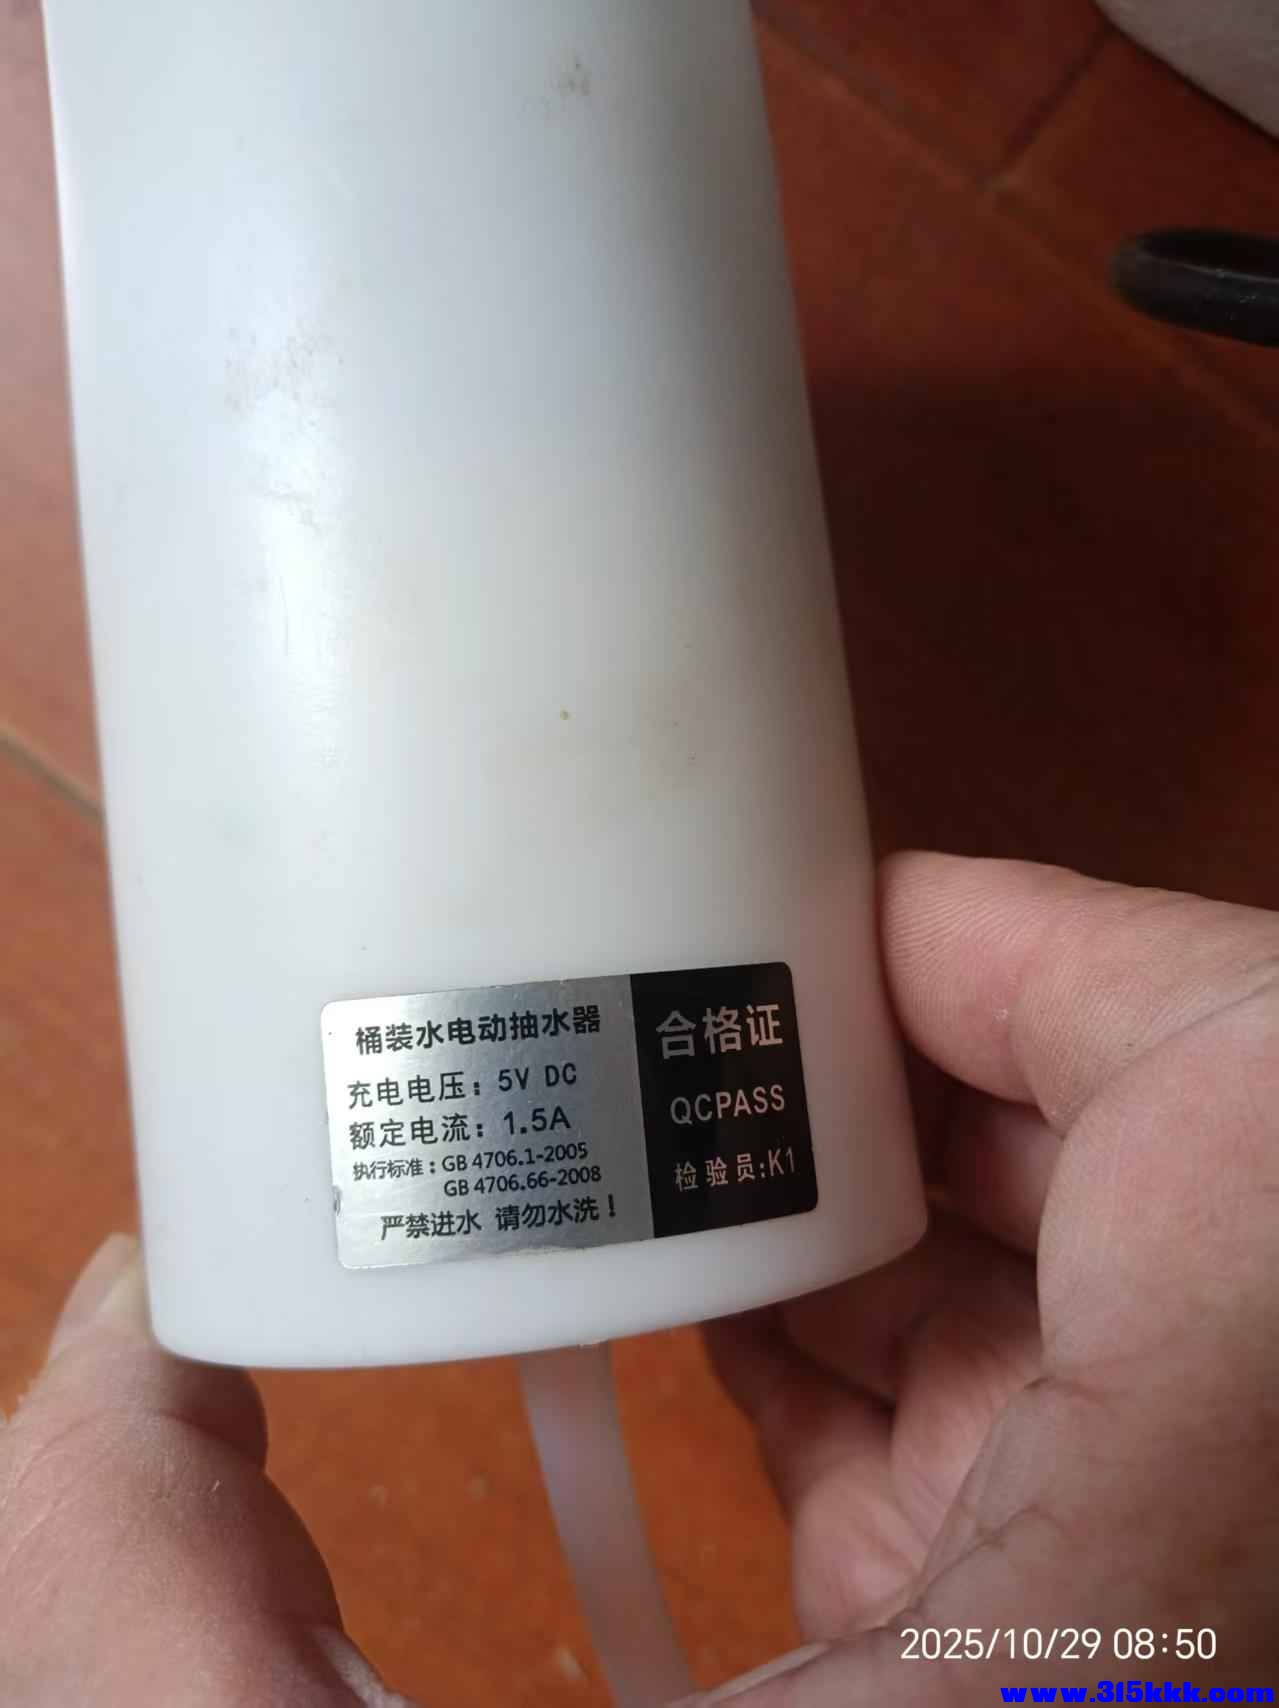 桶装水电动抽水器
充电电压：5V DC
额定电流：1.5A
执行标准：GB 4706.1-2005
GB 4706.66-2008
严禁进水 请勿水洗！
合格证
QCPASS
检验员:K1
2025/10/29 08:50
www.315kkk.com